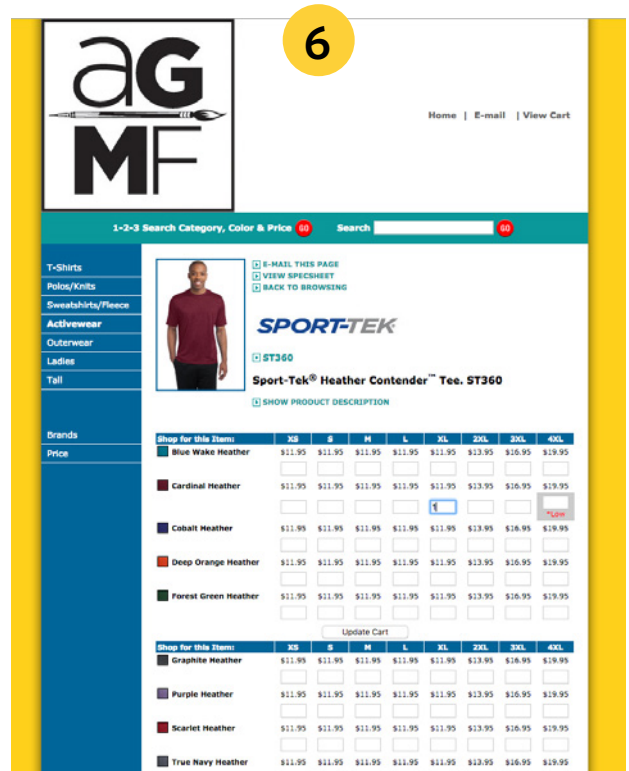 6
aG
MF
Home | E-mail | View Cart
1-2-3 Search Category, Color & Price GO Search GO
T-Shirts
Polos/Knits
Sweatshirts/Fleece
Activewear
Outerwear
Ladies
Tall
Brands
Price
E-MAIL THIS PAGE
VIEW SPECSHEET
BACK TO BROWSING
SPORT-TEK
ST360
Sport-Tek® Heather Contender™ Tee. ST360
SHOW PRODUCT DESCRIPTION
Shop for this Item: XS S M L XL 2XL 3XL 4XL
Blue Wake Heather $11.95 $11.95 $11.95 $11.95 $11.95 $13.95 $16.95 $19.95
Cardinal Heather $11.95 $11.95 $11.95 $11.95 $11.95 $13.95 $16.95 $19.95
1
*Low
Cobalt Heather $11.95 $11.95 $11.95 $11.95 $11.95 $13.95 $16.95 $19.95
Deep Orange Heather $11.95 $11.95 $11.95 $11.95 $11.95 $13.95 $16.95 $19.95
Forest Green Heather $11.95 $11.95 $11.95 $11.95 $11.95 $13.95 $16.95 $19.95
Update Cart
Shop for this Item: XS S M L XL 2XL 3XL 4XL
Graphite Heather $11.95 $11.95 $11.95 $11.95 $11.95 $13.95 $16.95 $19.95
Purple Heather $11.95 $11.95 $11.95 $11.95 $11.95 $13.95 $16.95 $19.95
Scarlet Heather $11.95 $11.95 $11.95 $11.95 $11.95 $13.95 $16.95 $19.95
True Navy Heather $11.95 $11.95 $11.95 $11.95 $11.95 $13.95 $16.95 $19.95